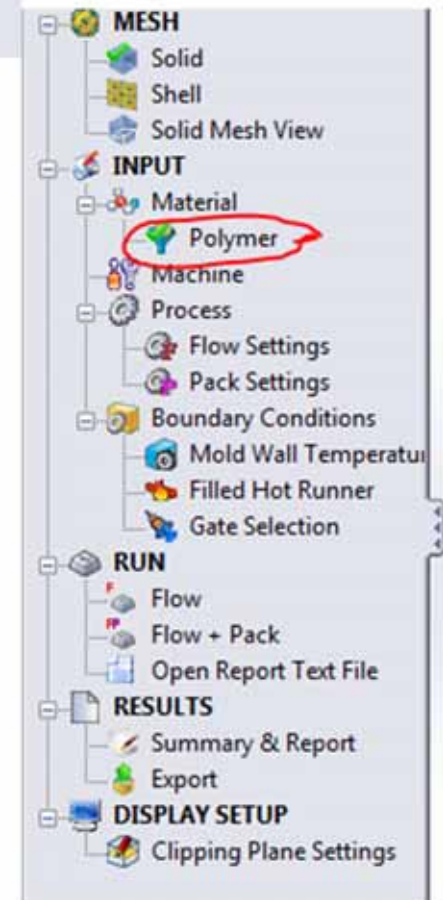 MESH
Solid
Shell
Solid Mesh View
INPUT
Material
Polymer
Machine
Process
Flow Settings
Pack Settings
Boundary Conditions
Mold Wall Temperatu
Filled Hot Runner
Gate Selection
RUN
F
Flow
FP
Flow + Pack
Open Report Text File
RESULTS
Summary & Report
Export
DISPLAY SETUP
Clipping Plane Settings